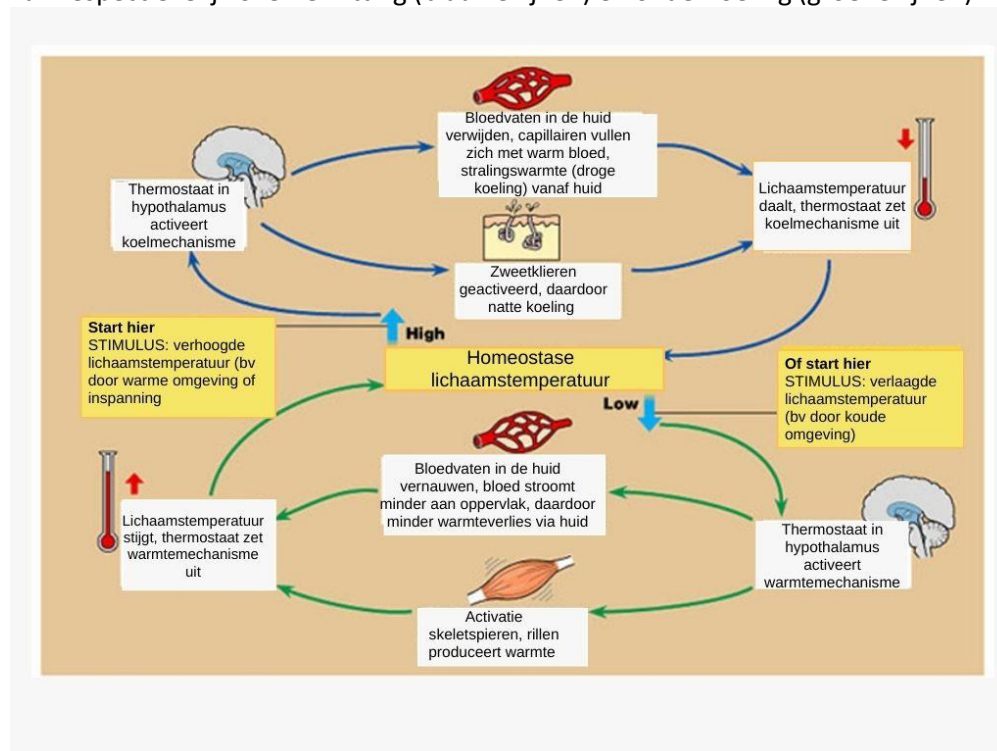 Bloedvaten in de huid
verwijden, capillairen vullen
zich met warm bloed,
stralingswarmte (droge
koeling) vanaf huid
Thermostaat in
hypothalamus
activeert
koelmechanisme
Lichaamstemperatuur
daalt, thermostaat zet
koelmechanisme uit
Zweetklieren
geactiveerd, daardoor
natte koeling
Start hier
STIMULUS: verhoogde
lichaamstemperatuur (bv
door warme omgeving of
inspanning
High
Homeostase
lichaamstemperatuur
Of start hier
STIMULUS: verlaagde
lichaamstemperatuur
(bv door koude
omgeving)
Low
Bloedvaten in de huid
vernauwen, bloed stroomt
minder aan oppervlak, daardoor
minder warmteverlies via huid
Lichaamstemperatuur
stijgt, thermostaat zet
warmtemechanisme
uit
Thermostaat in
hypothalamus
activeert
warmtemechanisme
Activatie
skeletspieren, rillen
produceert warmte